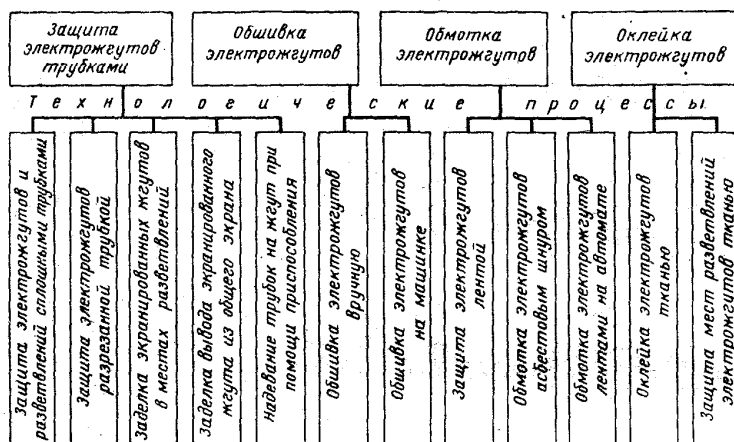 Защита
электрожгутов
трубками
Обшивка
электрожгутов
Обмотка
электрожгутов
Оклейка
электрожгутов
Технологические процессы
Защита электрожгутов и
разветвлений сплошными трубками
Защита электрожгутов
разрезанной трубкой
Заделка экранированных жгутов
в местах разветвлений
Заделка вывода экранированного
жгута из общего экрана
Надевание трубок на жгут при
помощи приспособления
Обшивка электрожгутов
вручную
Обшивка электрожгутов
на машинке
Защита электрожгутов
лентой
Обмотка электрожгутов
асбестовым шнуром
Обмотка электрожгутов
лентами на автомате
Оклейка электрожгутов
тканью
Защита мест разветвлений
электрожгутов тканью